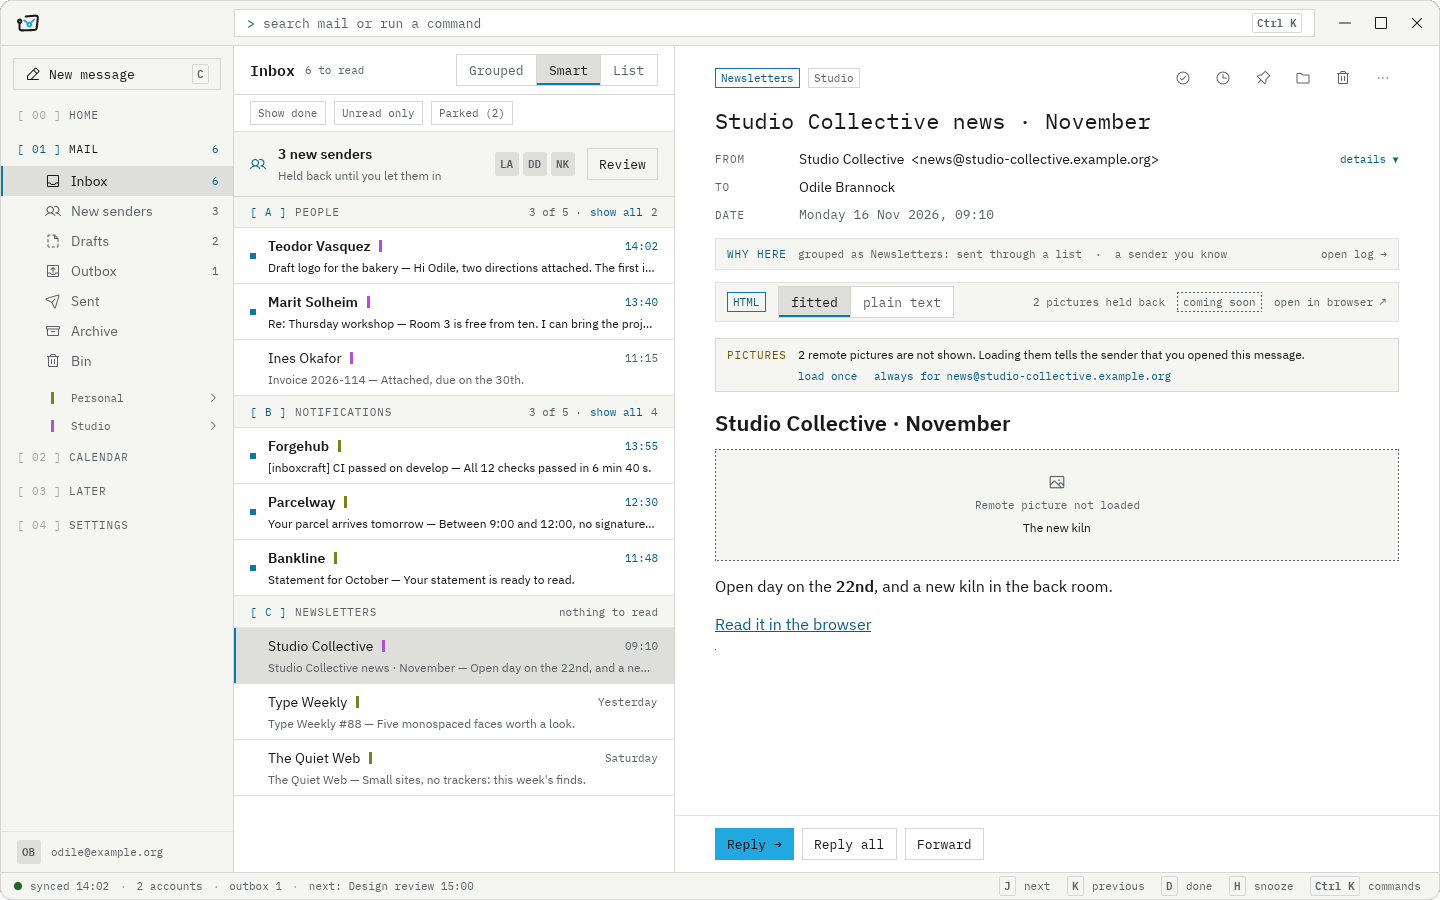 > search mail or run a command
Ctrl K
New message
C
[ 00 ] HOME
[ 01 ] MAIL 6
Inbox 6
New senders 3
Drafts 2
Outbox 1
Sent
Archive
Bin
Personal
Studio
[ 02 ] CALENDAR
[ 03 ] LATER
[ 04 ] SETTINGS
OB odile@example.org
Inbox 6 to read
Grouped Smart List
Show done Unread only Parked (2)
3 new senders
Held back until you let them in
LA DD NK
Review
[ A ] PEOPLE 3 of 5 · show all 2
Teodor Vasquez 14:02
Draft logo for the bakery — Hi Odile, two directions attached. The first i…
Marit Solheim 13:40
Re: Thursday workshop — Room 3 is free from ten. I can bring the proj…
Ines Okafor 11:15
Invoice 2026-114 — Attached, due on the 30th.
[ B ] NOTIFICATIONS 3 of 5 · show all 4
Forgehub 13:55
[inboxcraft] CI passed on develop — All 12 checks passed in 6 min 40 s.
Parcelway 12:30
Your parcel arrives tomorrow — Between 9:00 and 12:00, no signature…
Bankline 11:48
Statement for October — Your statement is ready to read.
[ C ] NEWSLETTERS nothing to read
Studio Collective 09:10
Studio Collective news · November — Open day on the 22nd, and a ne…
Type Weekly Yesterday
Type Weekly #88 — Five monospaced faces worth a look.
The Quiet Web Saturday
The Quiet Web — Small sites, no trackers: this week's finds.
Newsletters Studio
Studio Collective news · November
FROM Studio Collective <news@studio-collective.example.org> details ▾
TO Odile Brannock
DATE Monday 16 Nov 2026, 09:10
WHY HERE grouped as Newsletters: sent through a list · a sender you know open log →
HTML fitted plain text 2 pictures held back coming soon open in browser ↗
PICTURES 2 remote pictures are not shown. Loading them tells the sender that you opened this message.
load once always for news@studio-collective.example.org
Studio Collective · November
Remote picture not loaded
The new kiln
Open day on the 22nd, and a new kiln in the back room.
Read it in the browser
Reply → Reply all Forward
synced 14:02 · 2 accounts · outbox 1 · next: Design review 15:00
J next K previous D done H snooze Ctrl K commands